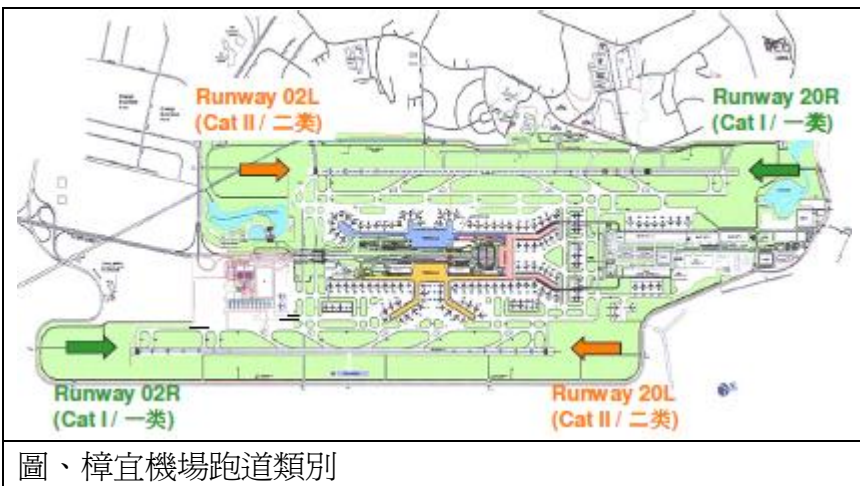 Runway 02L
(Cat II / 二类)
Runway 20R
(Cat I / 一类)
Runway 02R
(Cat I / 一类)
Runway 20L
(Cat II / 二类)
圖、樟宜機場跑道類別